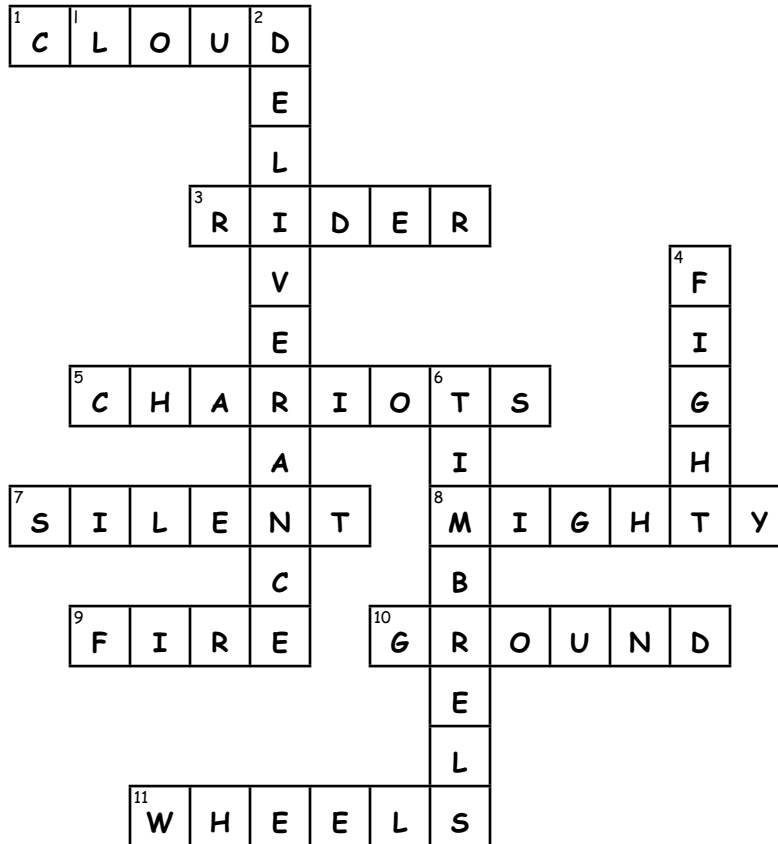 1 2
C L O U D
E
L
3
R I D E R
4
V F
E I
5 6
C H A R I O T S G
A I H
7 8
S I L E N T M I G H T Y
C B
9 10
F I R E G R O U N D
E
L
11
W H E E L S